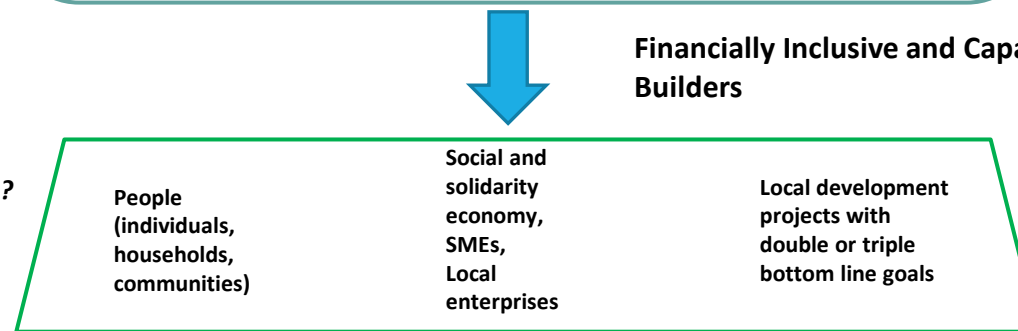 Financially Inclusive and Capa
Builders
?
People
(individuals,
households,
communities)
Social and
solidarity
economy,
SMEs,
Local
enterprises
Local development
projects with
double or triple
bottom line goals